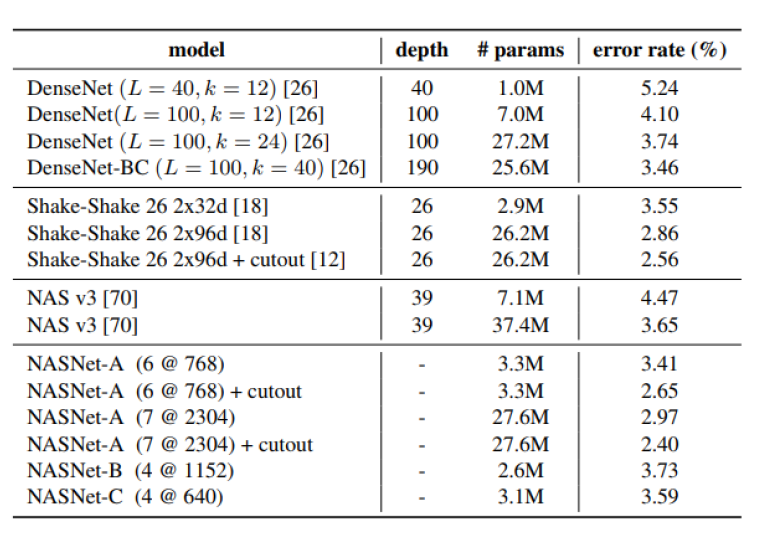 model depth # params error rate (%)
DenseNet (L = 40, k = 12) [26] 40 1.0M 5.24
DenseNet(L = 100, k = 12) [26] 100 7.0M 4.10
DenseNet (L = 100, k = 24) [26] 100 27.2M 3.74
DenseNet-BC (L = 100, k = 40) [26] 190 25.6M 3.46
Shake-Shake 26 2x32d [18] 26 2.9M 3.55
Shake-Shake 26 2x96d [18] 26 26.2M 2.86
Shake-Shake 26 2x96d + cutout [12] 26 26.2M 2.56
NAS v3 [70] 39 7.1M 4.47
NAS v3 [70] 39 37.4M 3.65
NASNet-A (6 @ 768) - 3.3M 3.41
NASNet-A (6 @ 768) + cutout - 3.3M 2.65
NASNet-A (7 @ 2304) - 27.6M 2.97
NASNet-A (7 @ 2304) + cutout - 27.6M 2.40
NASNet-B (4 @ 1152) - 2.6M 3.73
NASNet-C (4 @ 640) - 3.1M 3.59